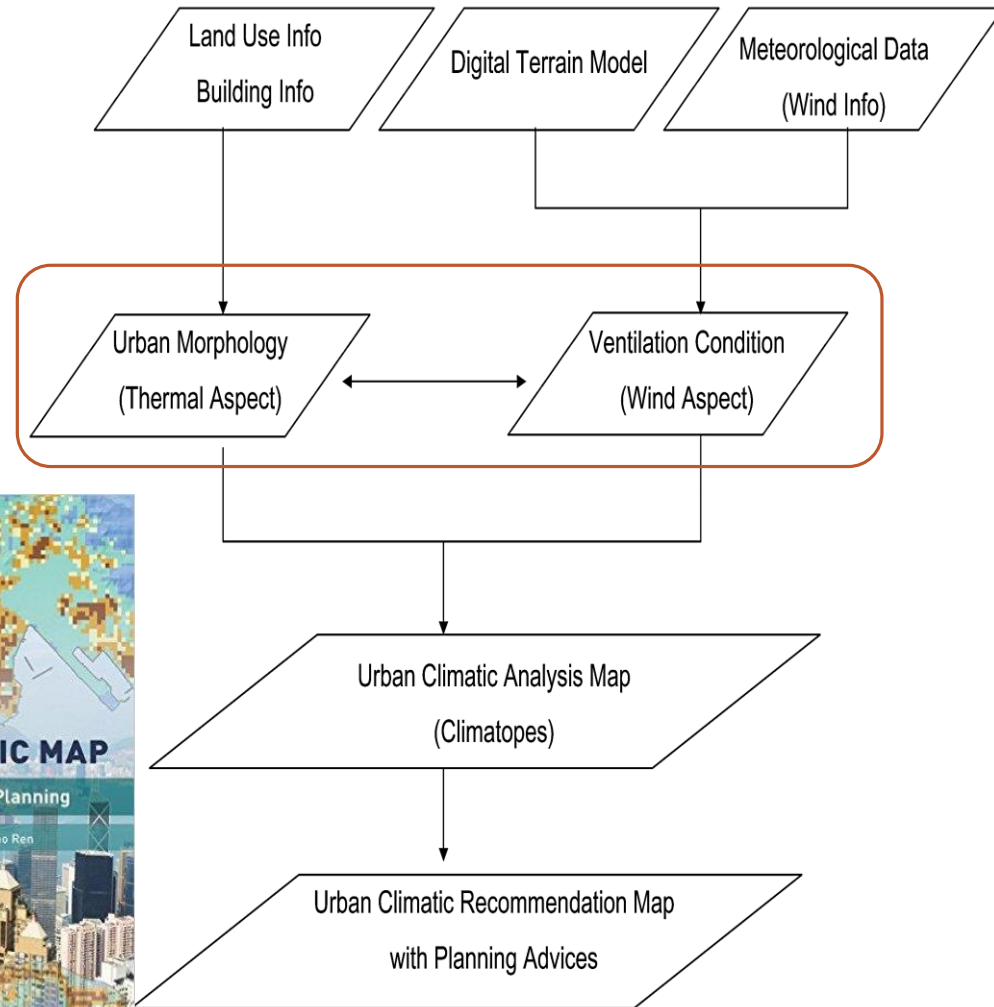 Land Use Info
Building Info
Digital Terrain Model
Meteorological Data
(Wind Info)
Urban Morphology
(Thermal Aspect)
Ventilation Condition
(Wind Aspect)
Urban Climatic Analysis Map
(Climatopes)
Urban Climatic Recommendation Map
with Planning Advices
IC MAP
Planning
Ren